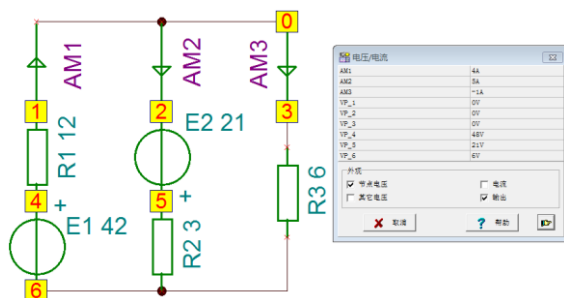 0
AM1
AM2
AM3
1
2
3
R1 12
E2 21
4
+
5
+
E1 42
R2 3
R3 6
6
电压/电流
AM1 4A
AM2 5A
AM3 -1A
VP_1 0V
VP_2 0V
VP_3 0V
VP_4 48V
VP_5 21V
VP_6 6V
外观
节点电压 电流
其它电压 输出
取消 ? 帮助